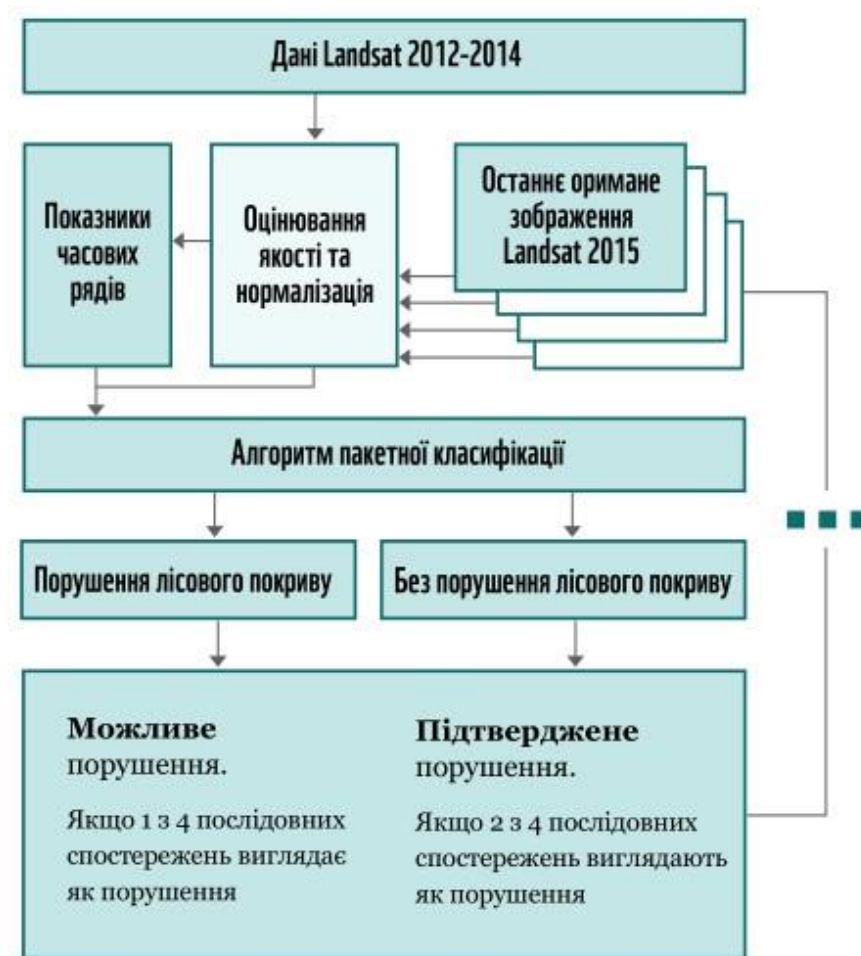 Дані Landsat 2012-2014
Показники
часових
рядів
Оцінювання
якості та
нормалізація
Останнє оримане
зображення
Landsat 2015
Алгоритм пакетної класифікації
Порушення лісового покриву
Без порушення лісового покриву
Можливе
порушення.
Якщо 1 з 4 послідовних
спостережень виглядає
як порушення
Підтверджене
порушення.
Якщо 2 з 4 послідовних
спостережень виглядають
як порушення